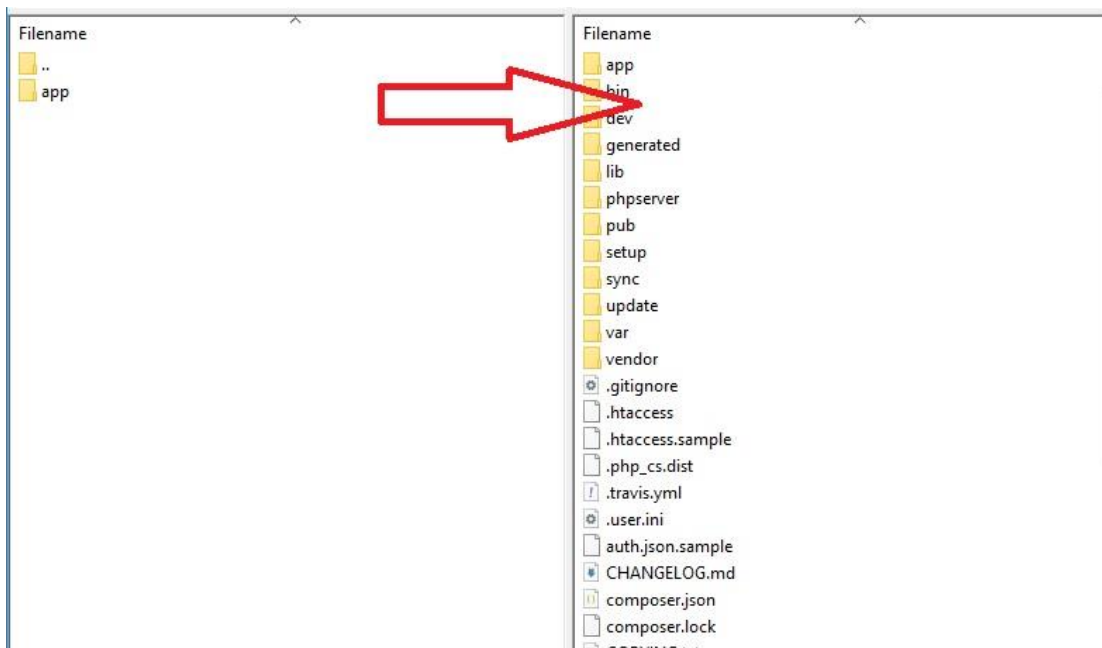 Filename
..
app
Filename
app
bin
dev
generated
lib
phpserver
pub
setup
sync
update
var
vendor
.gitignore
.htaccess
.htaccess.sample
.php_cs.dist
.travis.yml
.user.ini
auth.json.sample
CHANGELOG.md
composer.json
composer.lock